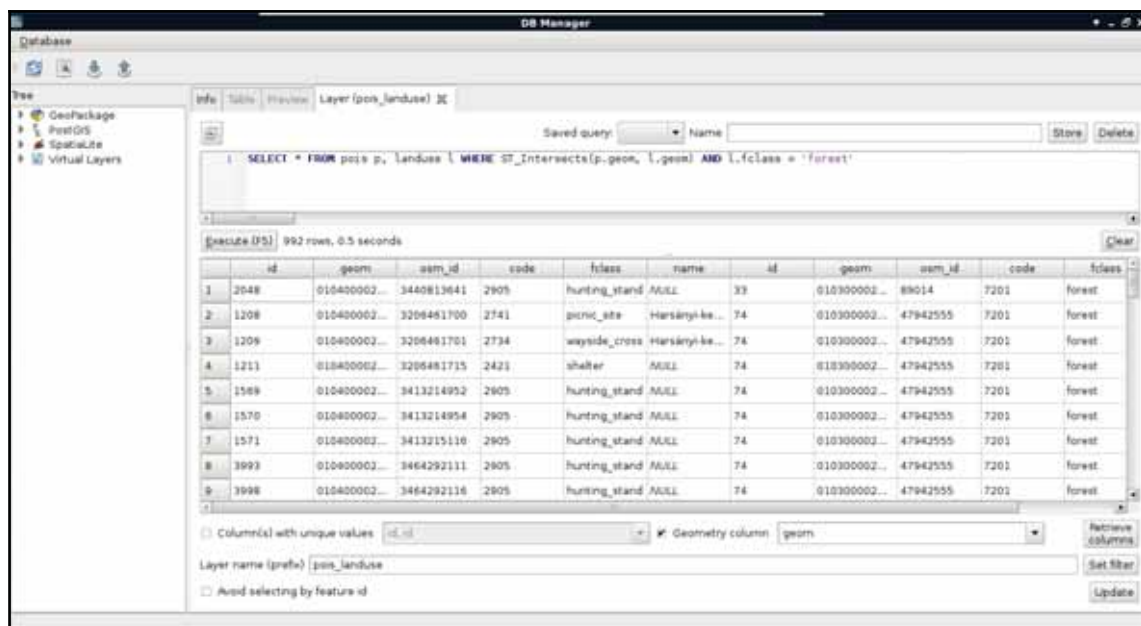 DB Manager
Database
Tree
GeoPackage
PostGIS
SpatiaLite
Virtual Layers
Info Table Preview Layer (pois_landuse)
Saved query: Name Store Delete
1 SELECT * FROM pois p, landuse l WHERE ST_Intersects(p.geom, l.geom) AND l.fclass = 'forest'
Execute (F5) 992 rows, 0.5 seconds Clear
id geom osm_id code fclass name id geom osm_id code fclass
1 2048 010400002... 3440813641 2905 hunting_stand NULL 33 010300002... 89014 7201 forest
2 1208 010400002... 3206461700 2741 picnic_site Harsányi-ke... 74 010300002... 47942555 7201 forest
3 1209 010400002... 3206461701 2734 wayside_cross Harsányi-ke... 74 010300002... 47942555 7201 forest
4 1211 010400002... 3206461715 2421 shelter NULL 74 010300002... 47942555 7201 forest
5 1569 010400002... 3413214952 2905 hunting_stand NULL 74 010300002... 47942555 7201 forest
6 1570 010400002... 3413214954 2905 hunting_stand NULL 74 010300002... 47942555 7201 forest
7 1571 010400002... 3413215116 2905 hunting_stand NULL 74 010300002... 47942555 7201 forest
8 3993 010400002... 3464292111 2905 hunting_stand NULL 74 010300002... 47942555 7201 forest
9 3998 010400002... 3464292116 2905 hunting_stand NULL 74 010300002... 47942555 7201 forest
Column(s) with unique values Geometry column geom Retrieve columns
Layer name (prefix) pois_landuse Set filter
Avoid selecting by feature id Update